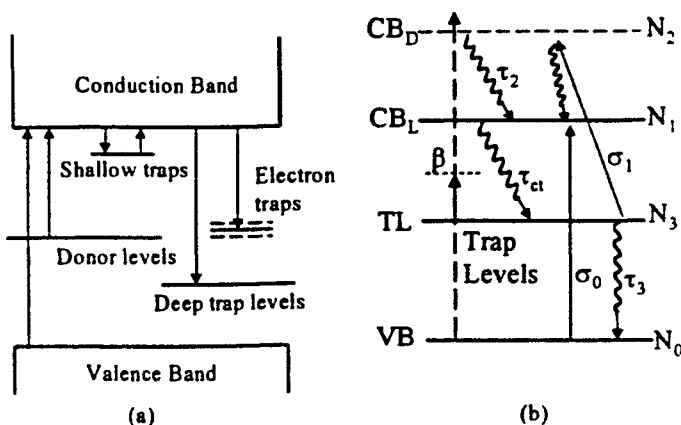 Conduction Band
Shallow traps
Electron
traps
Donor levels
Deep trap levels
Valence Band
(a)
CB_D
N_2
τ_2
CB_L
N_1
β
τ_ct
σ_1
TL
N_3
Trap
Levels
σ_0
τ_3
VB
N_0
(b)